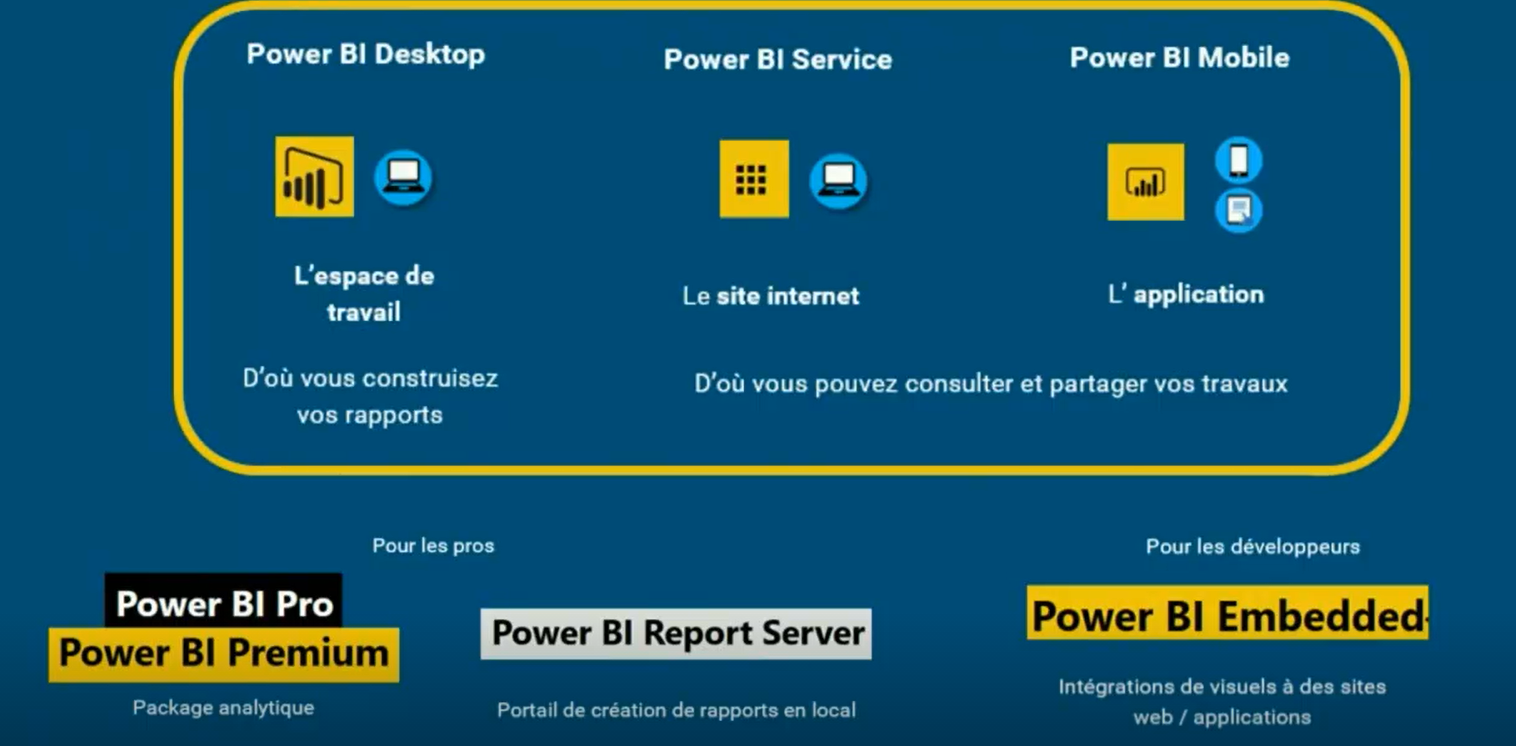 Power BI Desktop
Power BI Service
Power BI Mobile
L'espace de
travail
Le site internet
L' application
D'où vous construisez
vos rapports
D'où vous pouvez consulter et partager vos travaux
Pour les pros
Pour les développeurs
Power BI Pro
Power BI Premium
Power BI Report Server
Power BI Embedded
Package analytique
Portail de création de rapports en local
Intégrations de visuels à des sites
web / applications